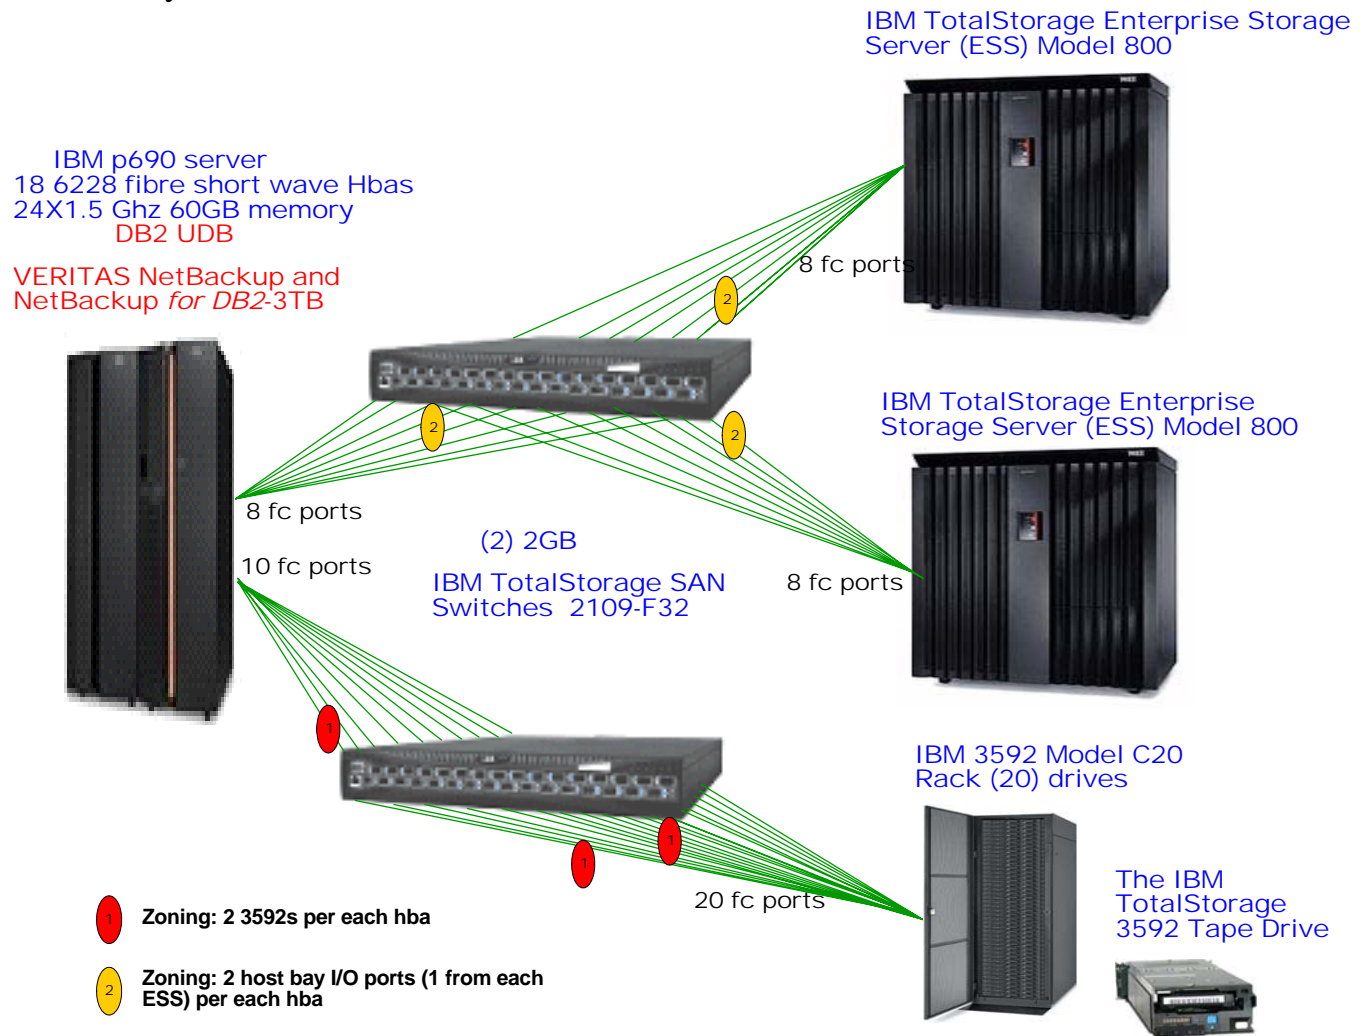 IBM TotalStorage Enterprise Storage
Server (ESS) Model 800
IBM p690 server
18 6228 fibre short wave Hbas
24X1.5 Ghz 60GB memory
DB2 UDB
VERITAS NetBackup and
NetBackup for DB2-3TB
8 fc ports
2
IBM TotalStorage Enterprise
Storage Server (ESS) Model 800
2
2
8 fc ports
(2) 2GB
10 fc ports
IBM TotalStorage SAN
Switches 2109-F32
8 fc ports
1
IBM 3592 Model C20
Rack (20) drives
1
1
20 fc ports
The IBM
TotalStorage
3592 Tape Drive
1 Zoning: 2 3592s per each hba
2 Zoning: 2 host bay I/O ports (1 from each
ESS) per each hba